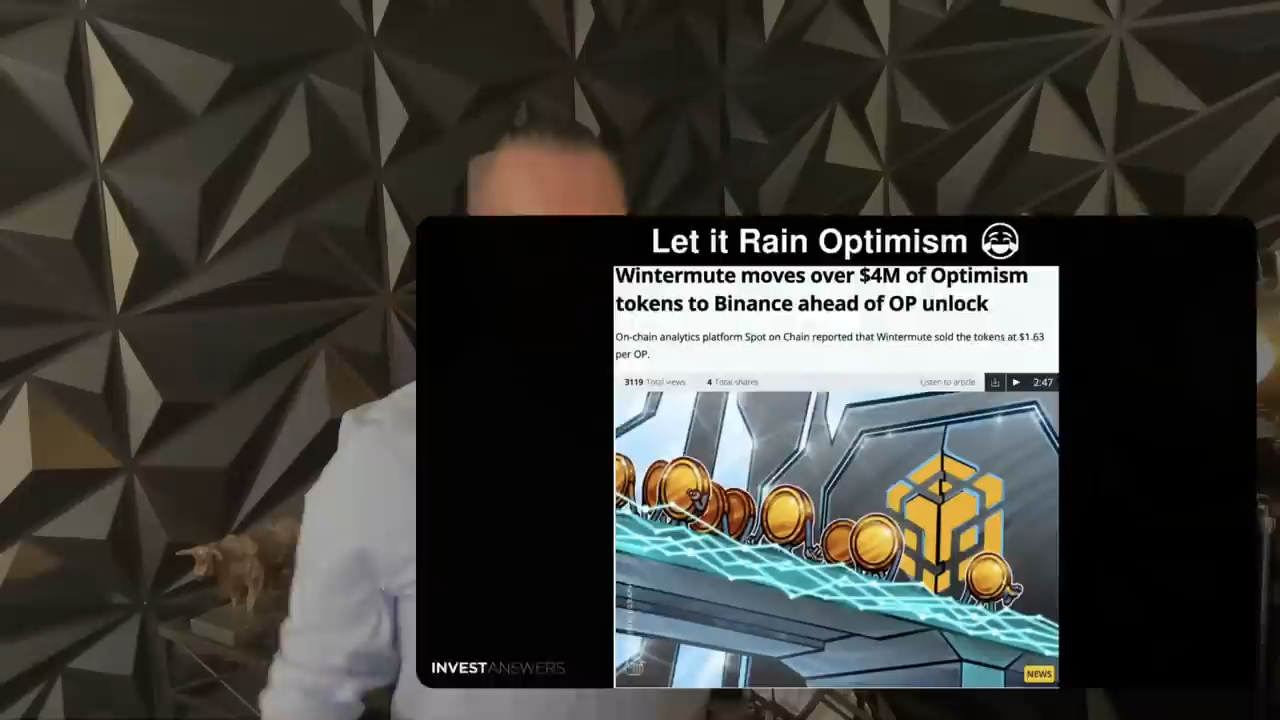 Let it Rain Optimism 😂
Wintermute moves over $4M of Optimism
tokens to Binance ahead of OP unlock
On-chain analytics platform Spot on Chain reported that Wintermute sold the tokens at $1.63
per OP.
3119 Total views 4 Total shares Listen to article 2:47
NEWS
INVESTANSWERS